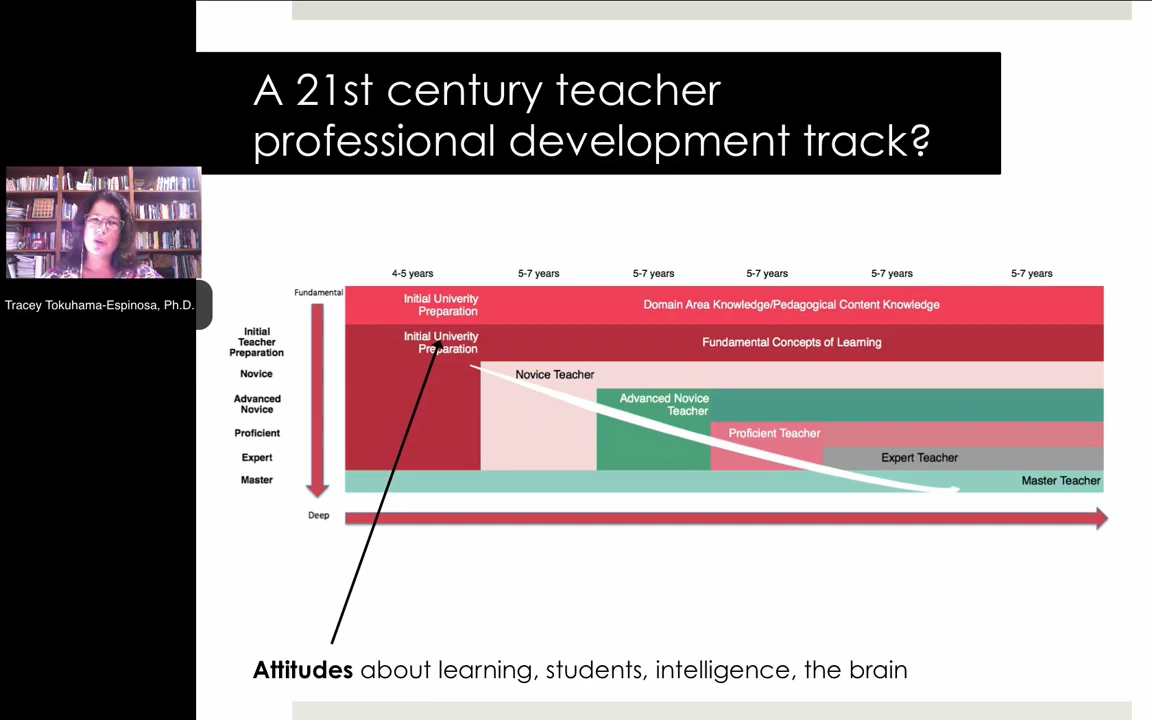 A 21st century teacher
professional development track?
Tracey Tokuhama-Espinosa, Ph.D.
4-5 years
5-7 years
5-7 years
5-7 years
5-7 years
5-7 years
Fundamental
Initial Univerity
Preparation
Domain Area Knowledge/Pedagogical Content Knowledge
Initial
Teacher
Preparation
Initial Univerity
Preparation
Fundamental Concepts of Learning
Novice
Novice Teacher
Advanced
Novice
Advanced Novice
Teacher
Proficient
Proficient Teacher
Expert
Expert Teacher
Master
Master Teacher
Deep
Attitudes about learning, students, intelligence, the brain